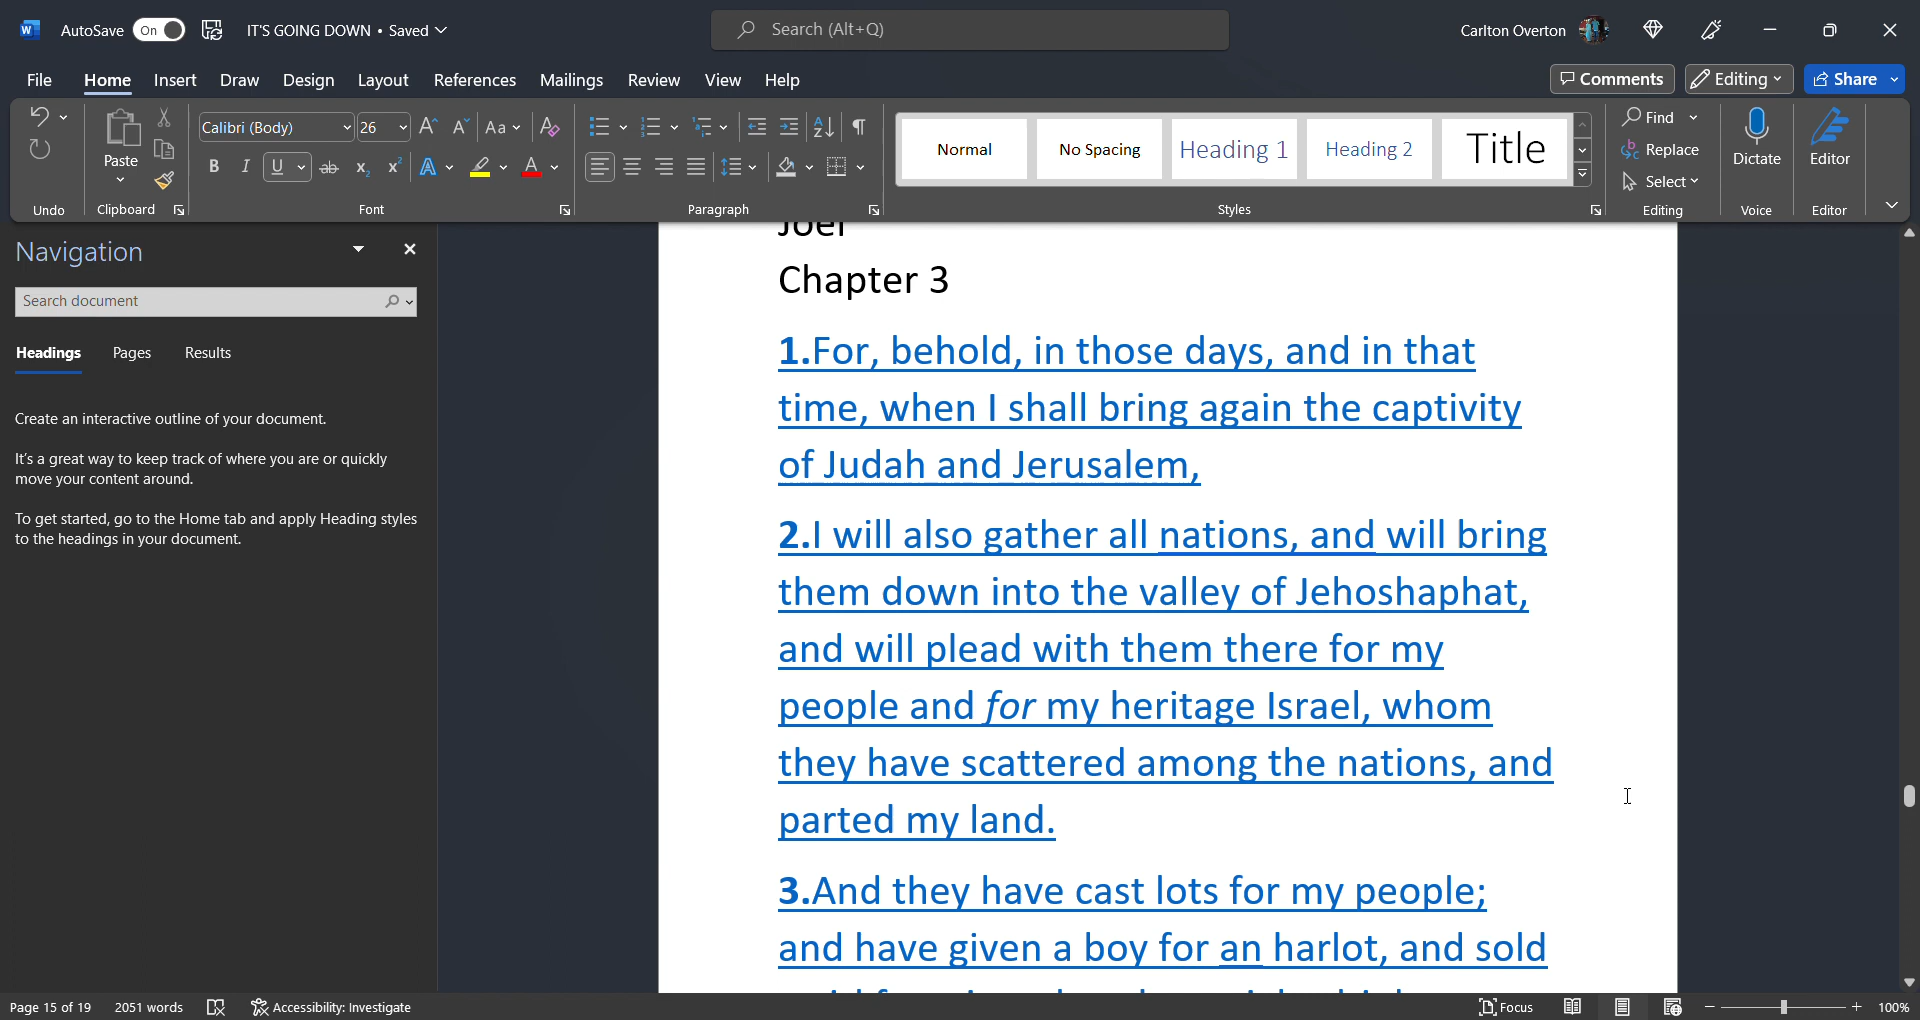 AutoSave On IT'S GOING DOWN • Saved Search (Alt+Q) Carlton Overton
File Home Insert Draw Design Layout References Mailings Review View Help Comments Editing Share
Paste
Undo Clipboard
Calibri (Body) 26
Aa
Font
Paragraph
Normal No Spacing Heading 1 Heading 2 Title
Styles
Find
Replace
Select
Editing
Dictate
Voice
Editor
Editor
Navigation
Search document
Headings Pages Results
Create an interactive outline of your document.
It's a great way to keep track of where you are or quickly
move your content around.
To get started, go to the Home tab and apply Heading styles
to the headings in your document.
Joel
Chapter 3
1.For, behold, in those days, and in that
time, when I shall bring again the captivity
of Judah and Jerusalem,
2.I will also gather all nations, and will bring
them down into the valley of Jehoshaphat,
and will plead with them there for my
people and for my heritage Israel, whom
they have scattered among the nations, and
parted my land.
3.And they have cast lots for my people;
and have given a boy for an harlot, and sold
Page 15 of 19 2051 words Accessibility: Investigate Focus 100%